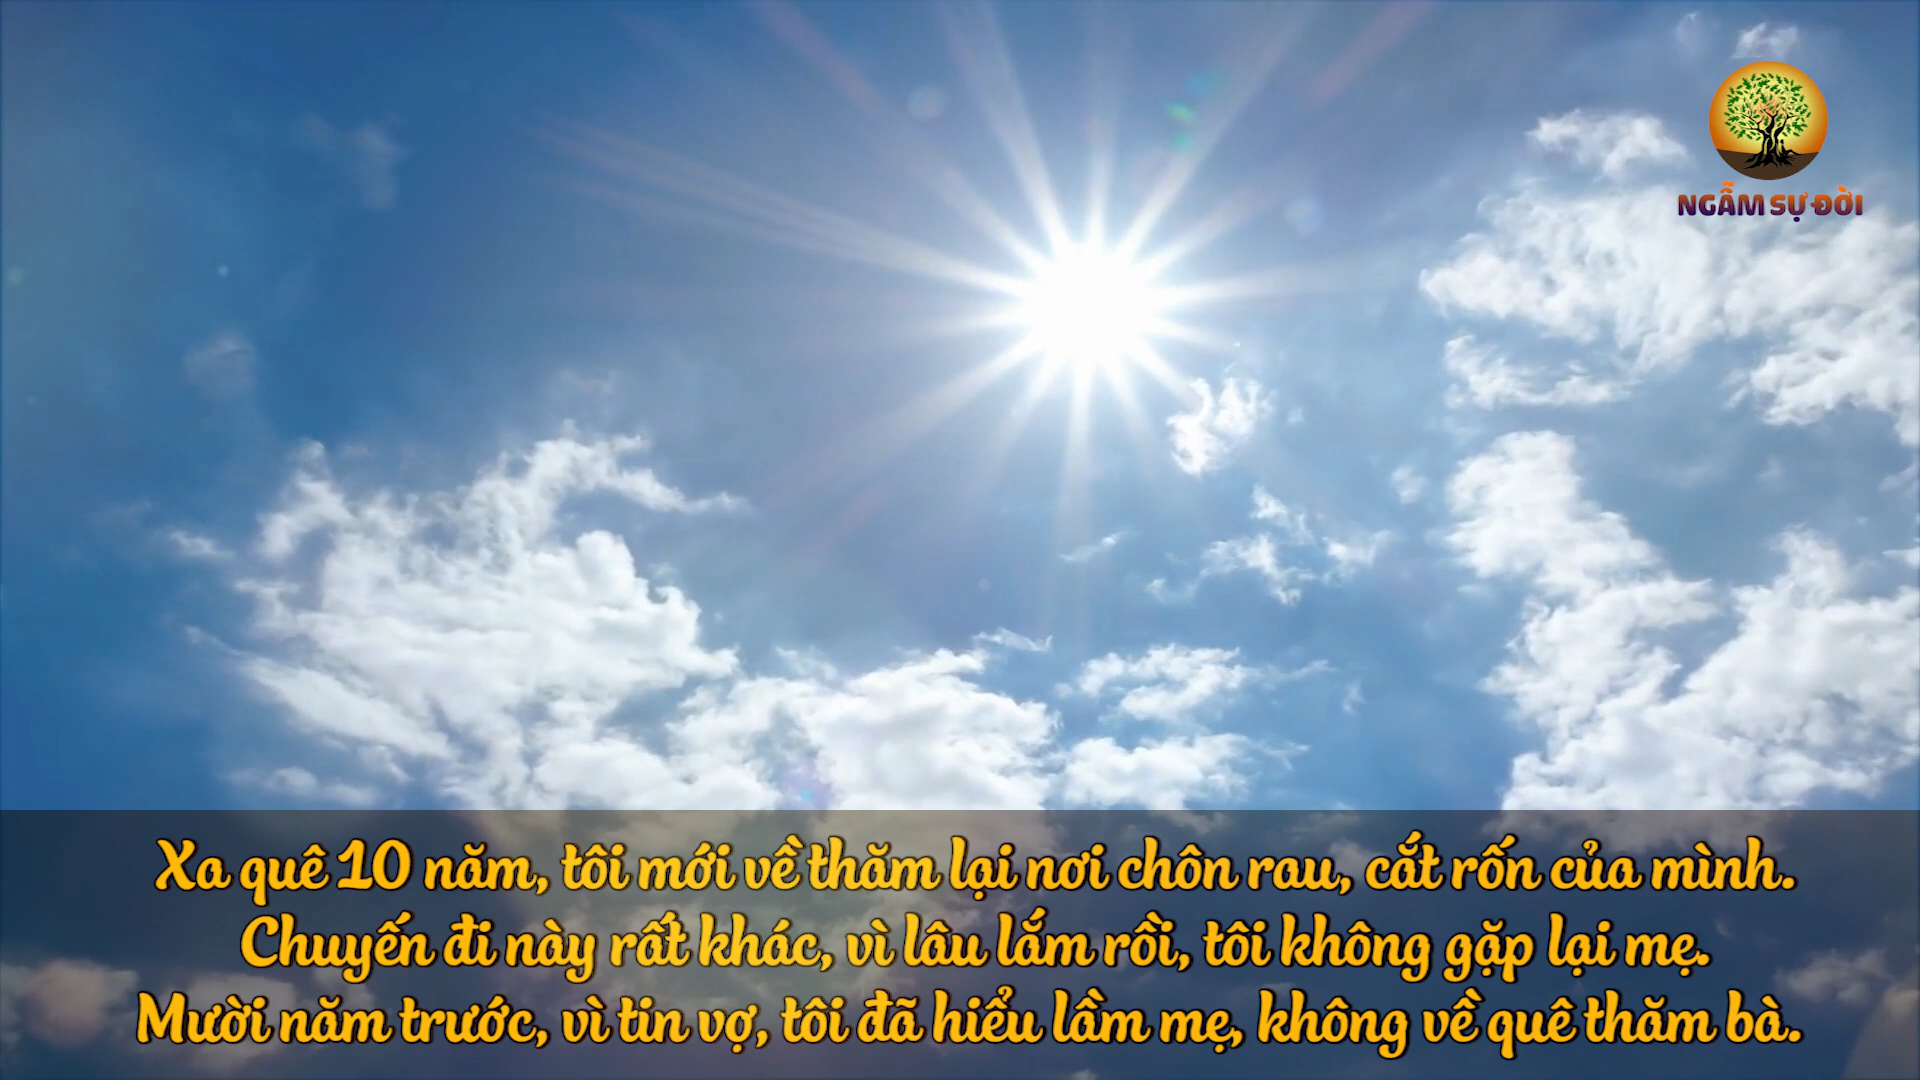 NGẪM SỰ ĐỜI
Xa quê 10 năm, tôi mới về thăm lại nơi chôn rau, cắt rốn của mình.
Chuyến đi này rất khác, vì lâu lắm rồi, tôi không gặp lại mẹ.
Mười năm trước, vì tin vợ, tôi đã hiểu lầm mẹ, không về quê thăm bà.